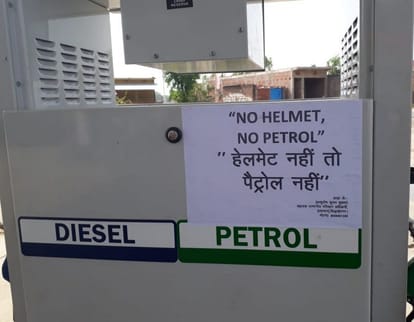 "NO HELMET,
NO PETROL"
" हेलमेट नहीं तो
पैट्रोल नहीं"
DIESEL
PETROL